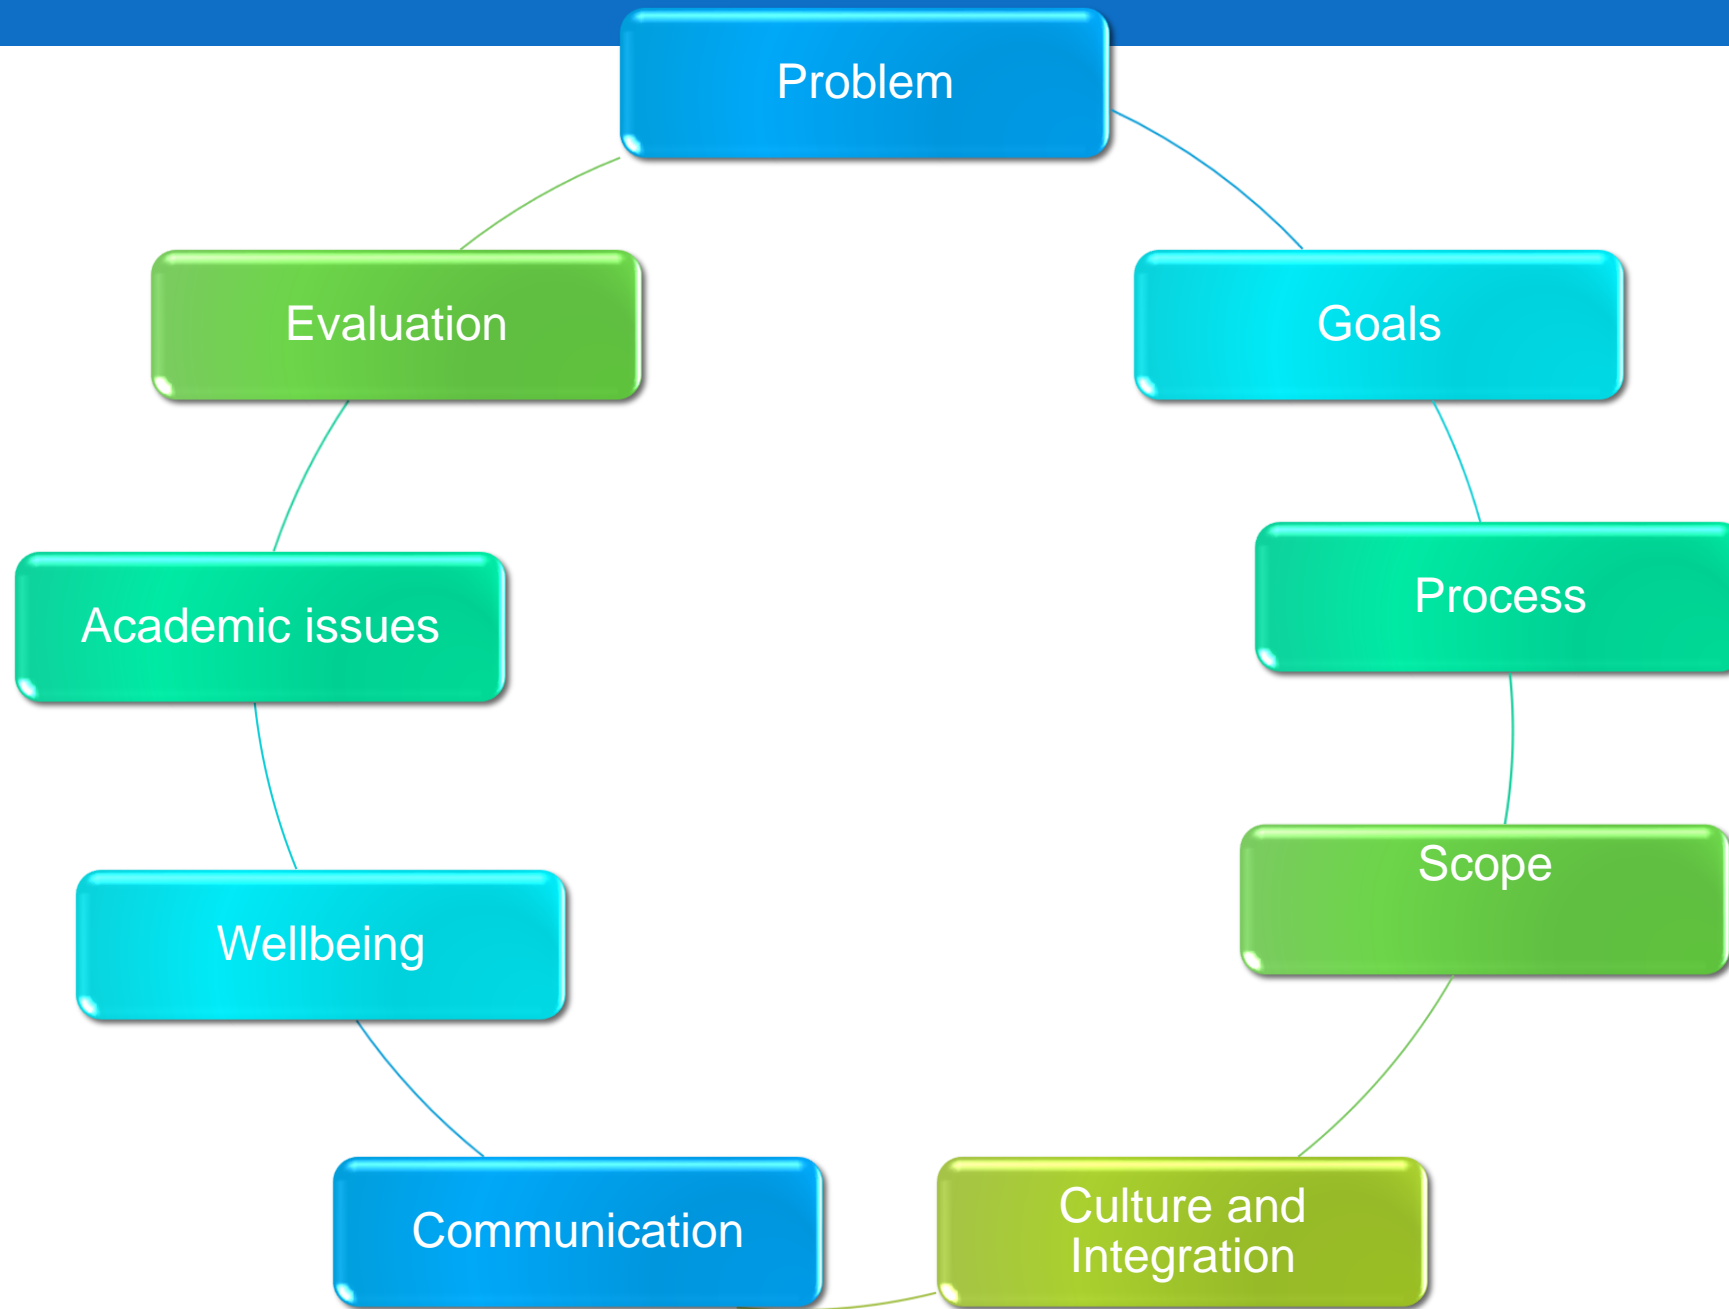 Problem
Goals
Process
Scope
Culture and
Integration
Communication
Wellbeing
Academic issues
Evaluation